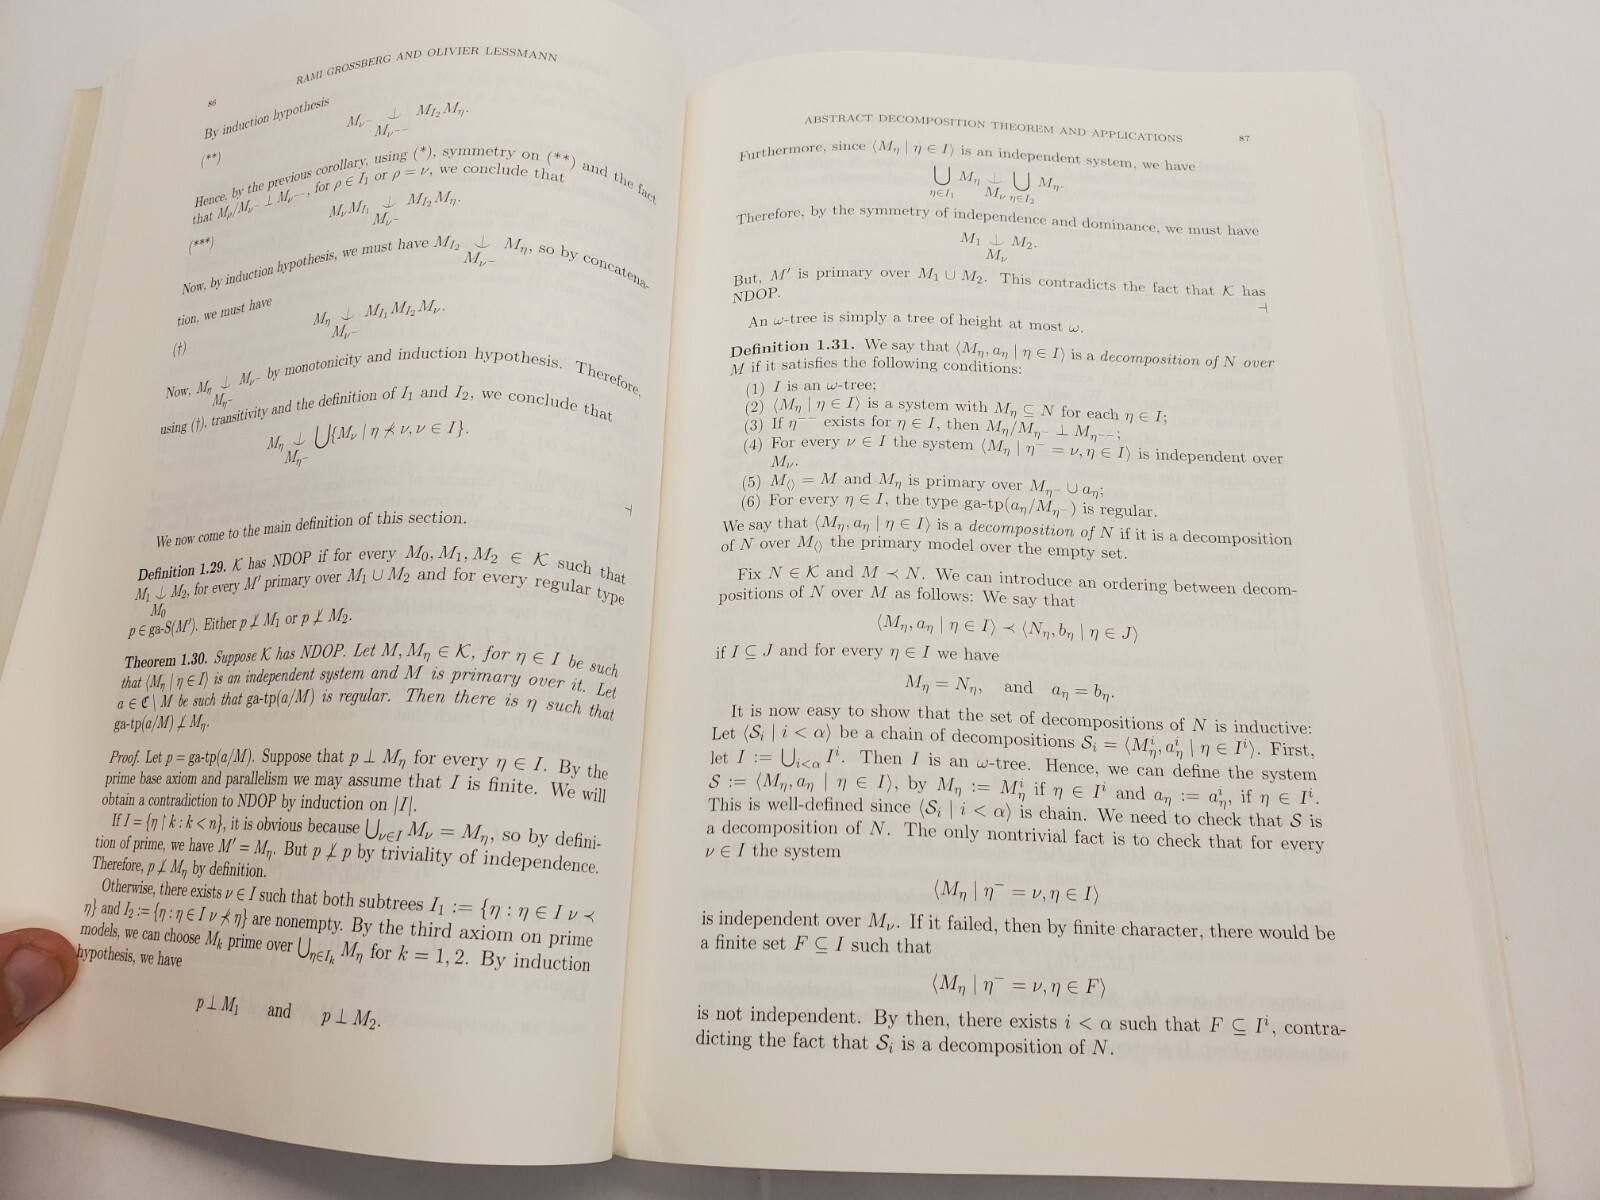 86
RAMI GROSSBERG AND OLIVIER LESSMANN
By induction hypothesis
(**)
M_{ν^-} ⫝ M_{I_2} M_η.
M_{ν^{--}}
Hence, by the previous corollary, using (*), symmetry on (**) and the fact
that M_ρ/M_{ν^-} ⊥ M_{ν^{--}}, for ρ ∈ I_1 or ρ = ν, we conclude that
(***)
M_ν M_{I_1} ⫝ M_{I_2} M_η.
M_{ν^-}
Now, by induction hypothesis, we must have M_{I_2} ⫝ M_η, so by concatena-
M_{ν^-}
tion, we must have
(†)
M_η ⫝ M_{I_1} M_{I_2} M_ν.
M_{ν^-}
Now, M_η ⫝ M_{ν^-} by monotonicity and induction hypothesis. Therefore,
M_{η^-}
using (†), transitivity and the definition of I_1 and I_2, we conclude that
M_η ⫝ ⋃{M_ν | η ⊀ ν, ν ∈ I}.
M_{η^-}
⊣
We now come to the main definition of this section.
Definition 1.29. K has NDOP if for every M_0, M_1, M_2 ∈ K such that
M_1 ⫝ M_2, for every M' primary over M_1 ∪ M_2 and for every regular type
M_0
p ∈ ga-S(M'). Either p ⊥̸ M_1 or p ⊥̸ M_2.
Theorem 1.30. Suppose K has NDOP. Let M, M_η ∈ K, for η ∈ I be such
that ⟨M_η | η ∈ I⟩ is an independent system and M is primary over it. Let
a ∈ ℭ \ M be such that ga-tp(a/M) is regular. Then there is η such that
ga-tp(a/M) ⊥̸ M_η.
Proof. Let p = ga-tp(a/M). Suppose that p ⊥ M_η for every η ∈ I. By the
prime base axiom and parallelism we may assume that I is finite. We will
obtain a contradiction to NDOP by induction on |I|.
If I = {η ↾ k : k < n}, it is obvious because ⋃_{ν∈I} M_ν = M_η, so by defini-
tion of prime, we have M' = M_η. But p ⊥̸ p by triviality of independence.
Therefore, p ⊥̸ M_η by definition.
Otherwise, there exists ν ∈ I such that both subtrees I_1 := {η : η ∈ I ν ≺
η} and I_2 := {η : η ∈ I ν ⊀ η} are nonempty. By the third axiom on prime
models, we can choose M_k prime over ⋃_{η∈I_k} M_η for k = 1, 2. By induction
hypothesis, we have
p ⊥ M_1 and p ⊥ M_2.
ABSTRACT DECOMPOSITION THEOREM AND APPLICATIONS
87
Furthermore, since ⟨M_η | η ∈ I⟩ is an independent system, we have
⋃ M_η ⫝ ⋃ M_η.
η∈I_1 M_ν η∈I_2
Therefore, by the symmetry of independence and dominance, we must have
M_1 ⫝ M_2.
M_ν
But, M' is primary over M_1 ∪ M_2. This contradicts the fact that K has
NDOP.
⊣
An ω-tree is simply a tree of height at most ω.
Definition 1.31. We say that ⟨M_η, a_η | η ∈ I⟩ is a decomposition of N over
M if it satisfies the following conditions:
(1) I is an ω-tree;
(2) ⟨M_η | η ∈ I⟩ is a system with M_η ⊆ N for each η ∈ I;
(3) If η^{--} exists for η ∈ I, then M_η/M_{η^-} ⊥ M_{η^{--}};
(4) For every ν ∈ I the system ⟨M_η | η^- = ν, η ∈ I⟩ is independent over
M_ν.
(5) M_{⟨⟩} = M and M_η is primary over M_{η^-} ∪ a_η;
(6) For every η ∈ I, the type ga-tp(a_η/M_{η^-}) is regular.
We say that ⟨M_η, a_η | η ∈ I⟩ is a decomposition of N if it is a decomposition
of N over M_{⟨⟩} the primary model over the empty set.
Fix N ∈ K and M ≺ N. We can introduce an ordering between decom-
positions of N over M as follows: We say that
⟨M_η, a_η | η ∈ I⟩ ≺ ⟨N_η, b_η | η ∈ J⟩
if I ⊆ J and for every η ∈ I we have
M_η = N_η, and a_η = b_η.
It is now easy to show that the set of decompositions of N is inductive:
Let ⟨S_i | i < α⟩ be a chain of decompositions S_i = ⟨M_η^i, a_η^i | η ∈ I^i⟩. First,
let I := ⋃_{i<α} I^i. Then I is an ω-tree. Hence, we can define the system
S := ⟨M_η, a_η | η ∈ I⟩, by M_η := M_η^i if η ∈ I^i and a_η := a_η^i, if η ∈ I^i.
This is well-defined since ⟨S_i | i < α⟩ is chain. We need to check that S is
a decomposition of N. The only nontrivial fact is to check that for every
ν ∈ I the system
⟨M_η | η^- = ν, η ∈ I⟩
is independent over M_ν. If it failed, then by finite character, there would be
a finite set F ⊆ I such that
⟨M_η | η^- = ν, η ∈ F⟩
is not independent. By then, there exists i < α such that F ⊆ I^i, contra-
dicting the fact that S_i is a decomposition of N.